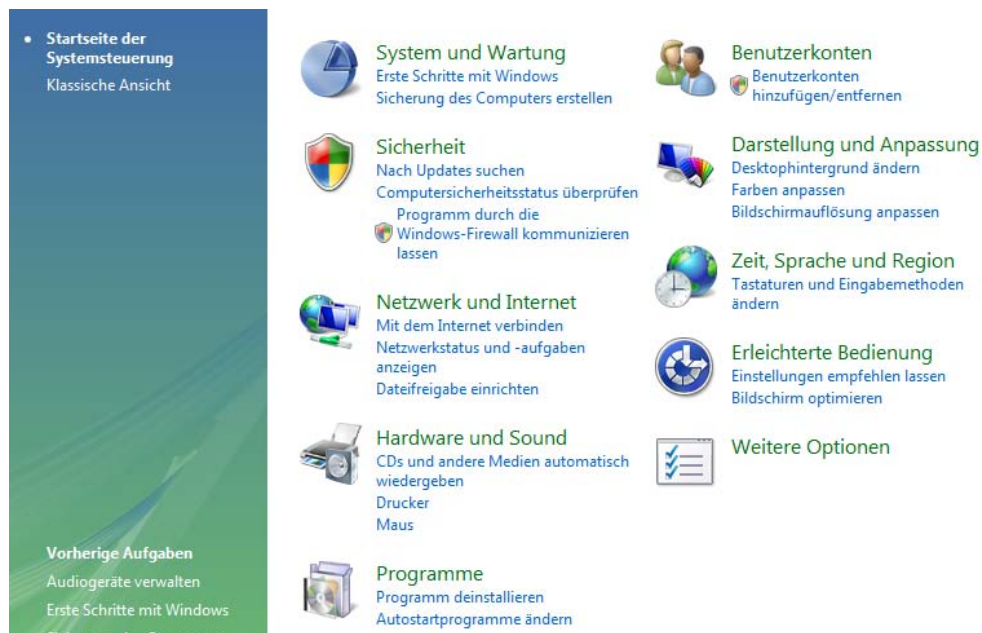 Startseite der
Systemsteuerung
Klassische Ansicht
Vorherige Aufgaben
Audiogeräte verwalten
Erste Schritte mit Windows
System und Wartung
Erste Schritte mit Windows
Sicherung des Computers erstellen
Sicherheit
Nach Updates suchen
Computersicherheitsstatus überprüfen
Programm durch die
Windows-Firewall kommunizieren
lassen
Netzwerk und Internet
Mit dem Internet verbinden
Netzwerkstatus und -aufgaben
anzeigen
Dateifreigabe einrichten
Hardware und Sound
CDs und andere Medien automatisch
wiedergeben
Drucker
Maus
Programme
Programm deinstallieren
Autostartprogramme ändern
Benutzerkonten
Benutzerkonten
hinzufügen/entfernen
Darstellung und Anpassung
Desktophintergrund ändern
Farben anpassen
Bildschirmauflösung anpassen
Zeit, Sprache und Region
Tastaturen und Eingabemethoden
ändern
Erleichterte Bedienung
Einstellungen empfehlen lassen
Bildschirm optimieren
Weitere Optionen